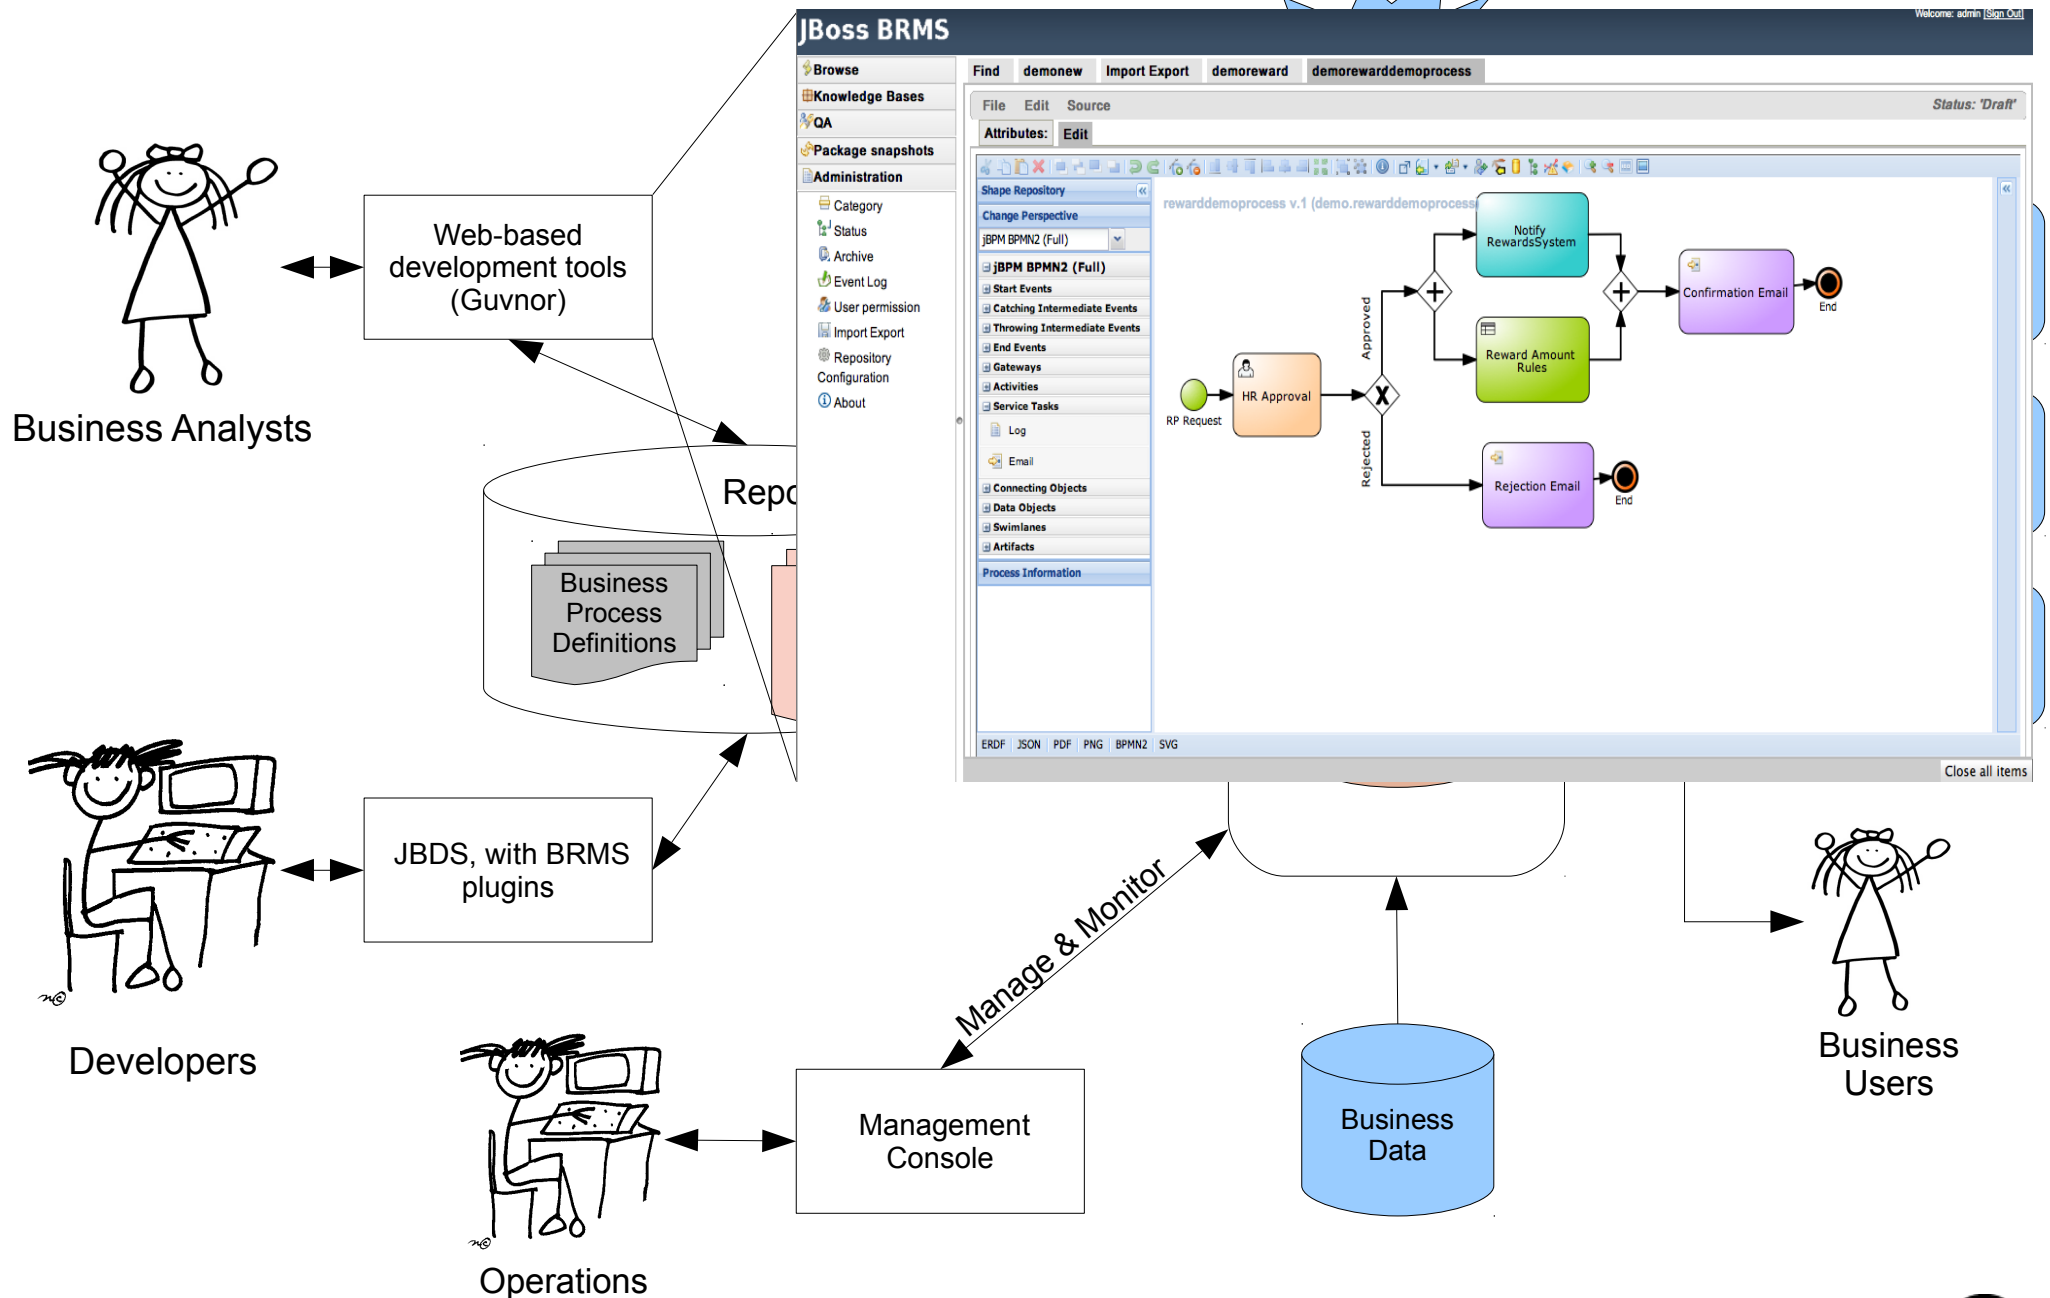 JBoss BRMS
Welcome: admin [Sign Out]
Browse
Knowledge Bases
QA
Package snapshots
Administration
Category
Status
Archive
Event Log
User permission
Import Export
Repository
Configuration
About
Find
demonew
Import Export
demoreward
demorewarddemoprocess
File
Edit
Source
Status: 'Draft'
Attributes:
Edit
Shape Repository
Change Perspective
jBPM BPMN2 (Full)
jBPM BPMN2 (Full)
Start Events
Catching Intermediate Events
Throwing Intermediate Events
End Events
Gateways
Activities
Service Tasks
Log
Email
Connecting Objects
Data Objects
Swimlanes
Artifacts
Process Information
rewarddemoprocess v.1 (demo.rewarddemoprocess)
RP Request
HR Approval
Approved
Rejected
Notify
RewardsSystem
Reward Amount
Rules
Confirmation Email
End
Rejection Email
End
ERDF
JSON
PDF
PNG
BPMN2
SVG
Close all items
Web-based
development tools
(Guvnor)
Business Analysts
Business
Process
Definitions
JBDS, with BRMS
plugins
Developers
Manage & Monitor
Management
Console
Operations
Business
Data
Business
Users